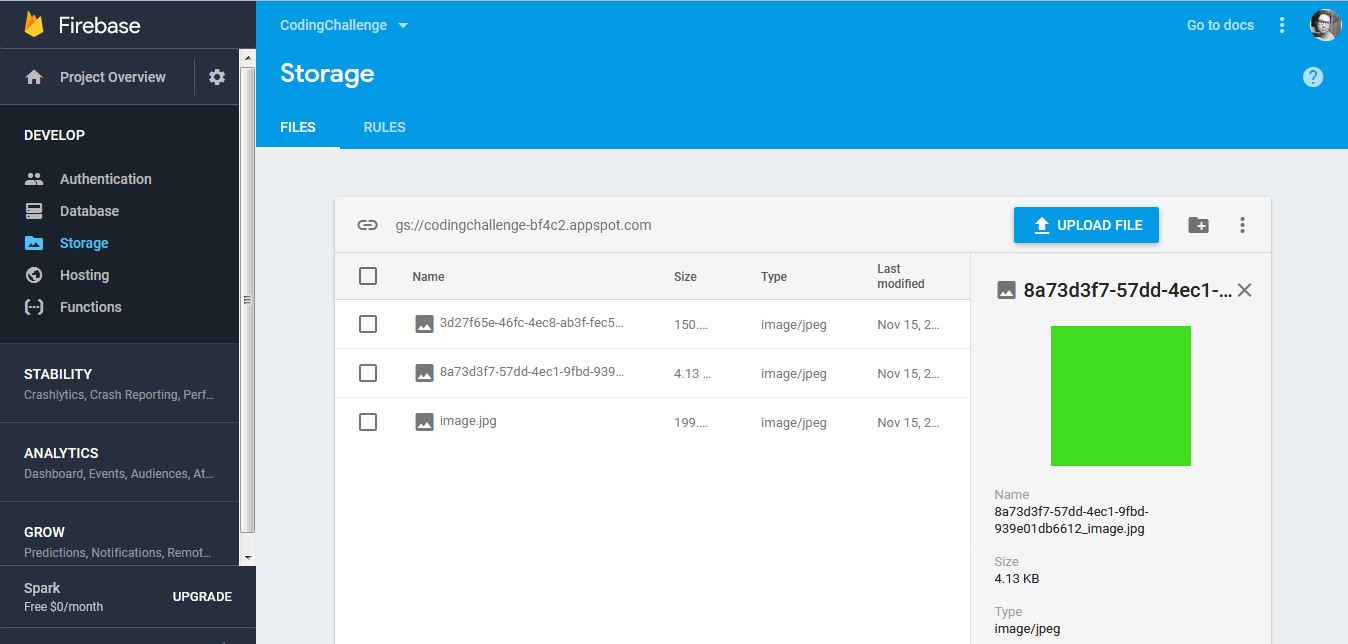 Firebase
Project Overview
DEVELOP
Authentication
Database
Storage
Hosting
Functions
STABILITY
Crashlytics, Crash Reporting, Perf...
ANALYTICS
Dashboard, Events, Audiences, At...
GROW
Predictions, Notifications, Remot...
Spark
Free $0/month
UPGRADE
CodingChallenge
Go to docs
Storage
?
FILES
RULES
gs://codingchallenge-bf4c2.appspot.com
UPLOAD FILE
Name
Size
Type
Last
modified
3d27f65e-46fc-4ec8-ab3f-fec5...
150....
image/jpeg
Nov 15, 2...
8a73d3f7-57dd-4ec1-9fbd-939...
4.13 ...
image/jpeg
Nov 15, 2...
image.jpg
199....
image/jpeg
Nov 15, 2...
8a73d3f7-57dd-4ec1-...
Name
8a73d3f7-57dd-4ec1-9fbd-
939e01db6612_image.jpg
Size
4.13 KB
Type
image/jpeg